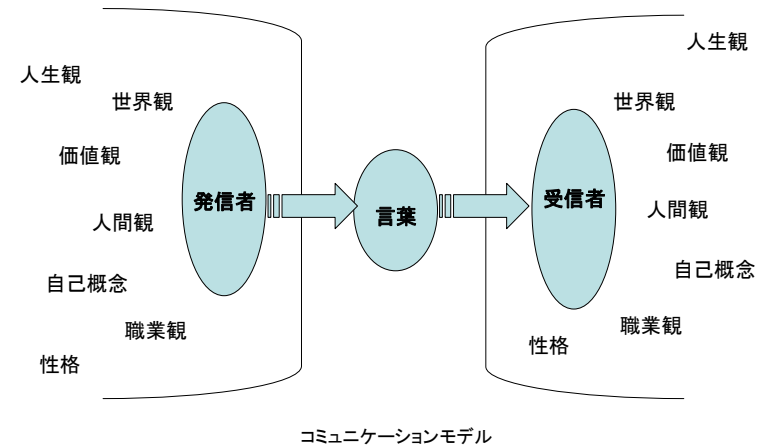 人生観
世界観
価値観
人間観
自己概念
職業観
性格
発信者
言葉
受信者
人生観
世界観
価値観
人間観
自己概念
職業観
性格
コミュニケーションモデル